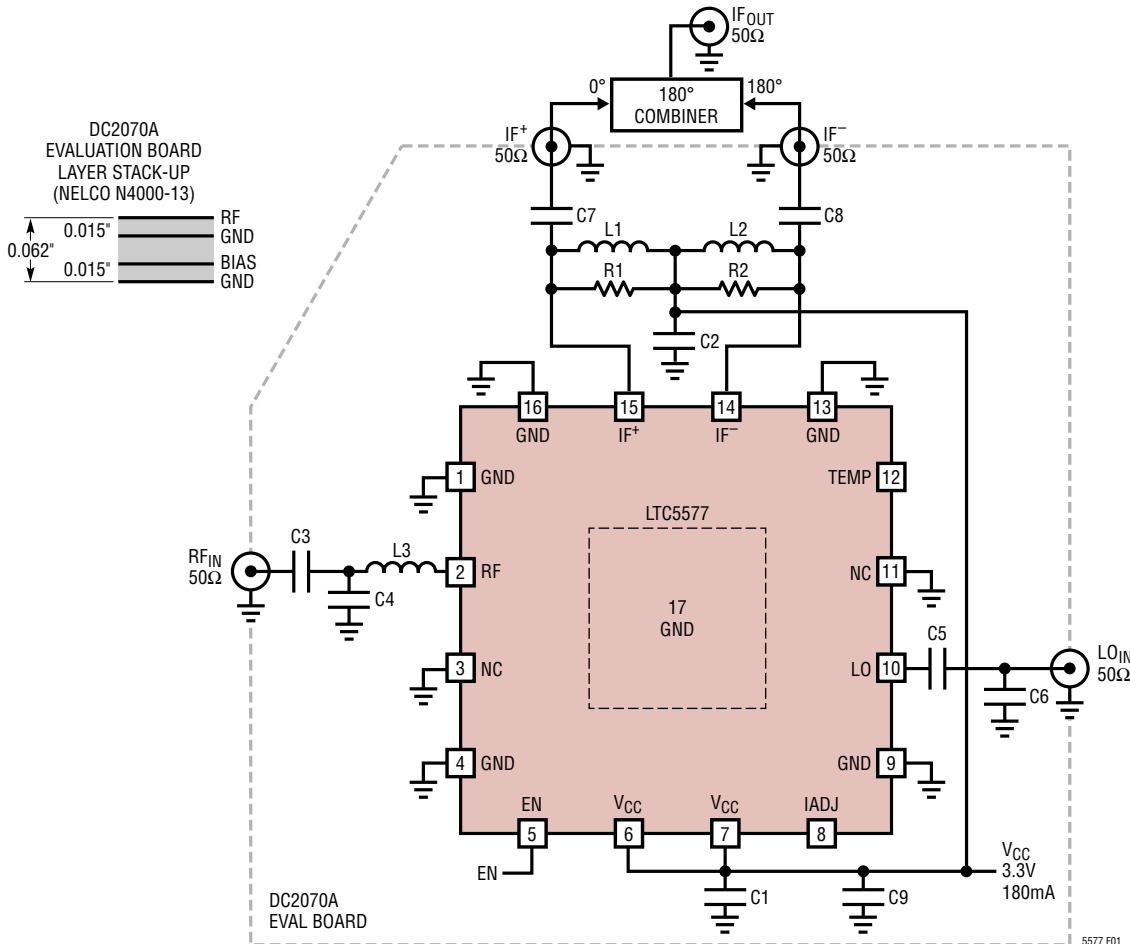 IFOUT
50Ω
0°
180°
COMBINER
180°
DC2070A
EVALUATION BOARD
LAYER STACK-UP
(NELCO N4000-13)
RF
0.015"
GND
0.062"
BIAS
0.015"
GND
IF+
50Ω
IF–
50Ω
C7
C8
L1
L2
R1
R2
C2
16
GND
15
IF+
14
IF–
13
GND
1
GND
TEMP
12
LTC5577
RFIN
50Ω
C3
C4
L3
2
RF
NC
11
17
GND
3
NC
LO
10
C5
C6
LOIN
50Ω
4
GND
GND
9
EN
VCC
VCC
IADJ
5
6
7
8
EN
VCC
3.3V
180mA
C1
C9
DC2070A
EVAL BOARD
5577 F01